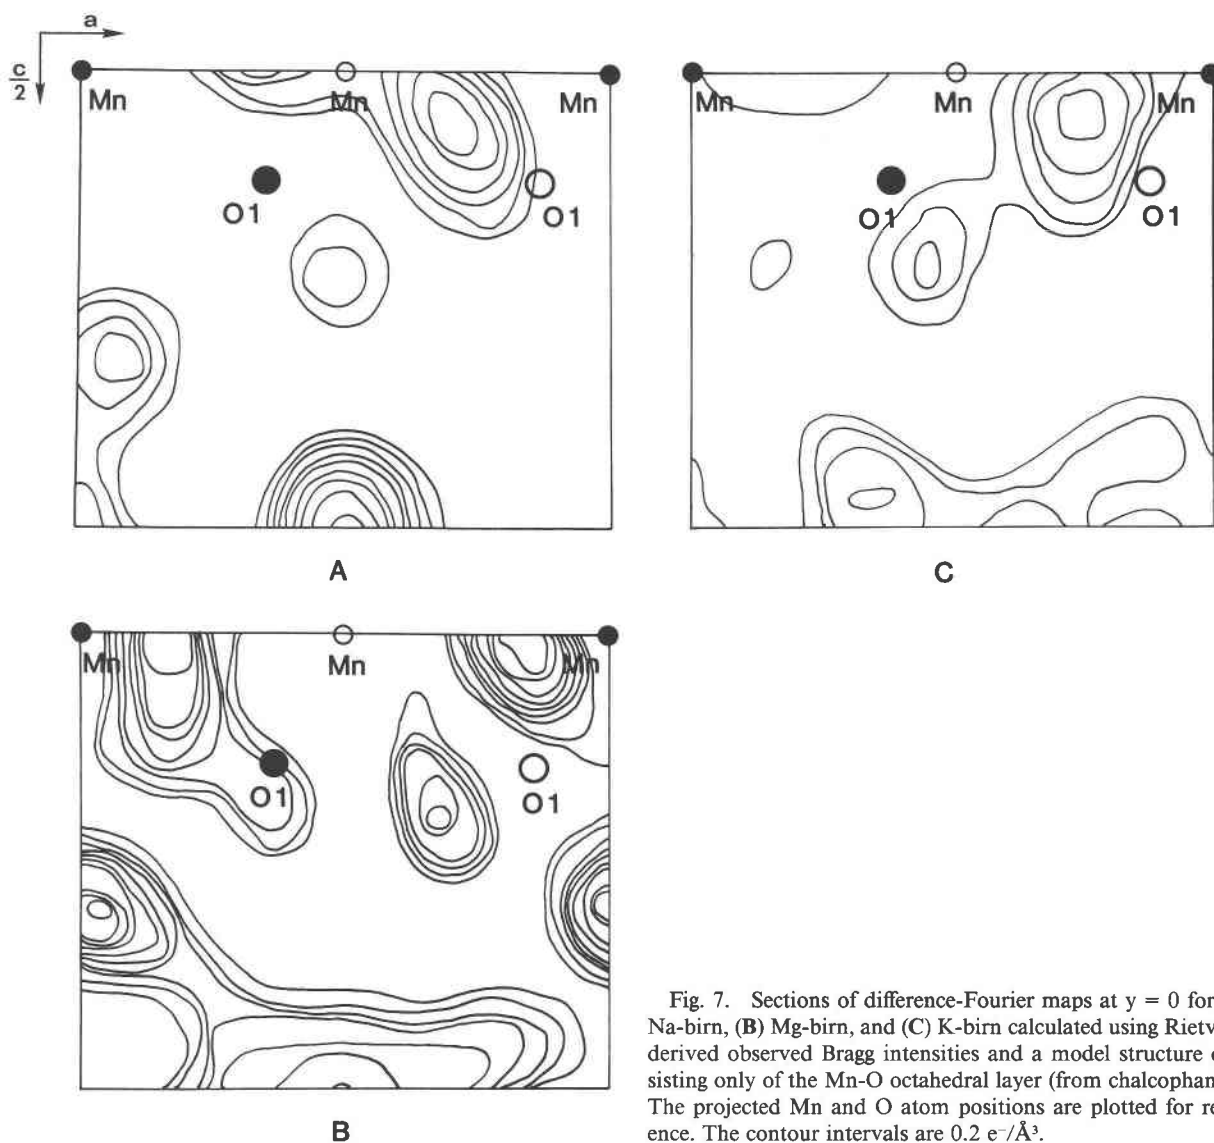 a
c
2
Mn
Mn
Mn
O1
O1
A
Mn
Mn
Mn
O1
O1
C
Mn
Mn
Mn
O1
O1
B
Fig. 7. Sections of difference-Fourier maps at y = 0 for
Na-birn, (B) Mg-birn, and (C) K-birn calculated using
derived observed Bragg intensities and a model structure
sisting only of the Mn-O octahedral layer (from
The projected Mn and O atom positions are plotted for
ence. The contour intervals are 0.2 e⁻/Å³.